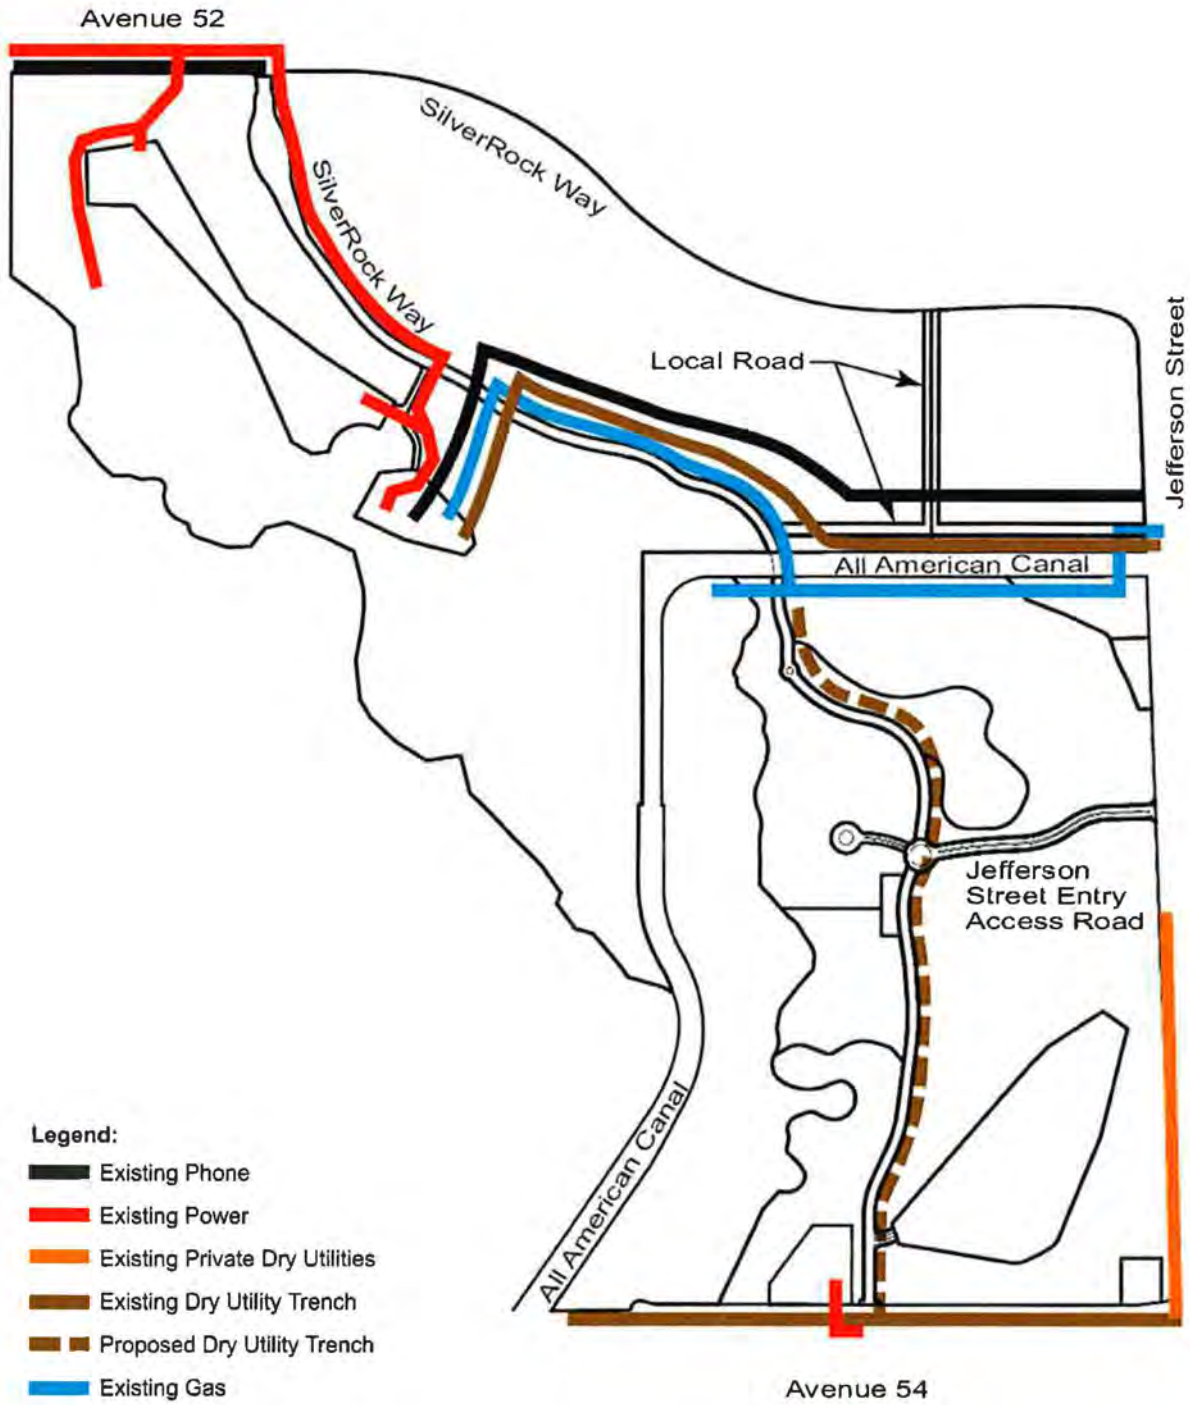 Avenue 52
SilverRock Way
SilverRock Way
Jefferson Street
Local Road
All American Canal
Jefferson
Street Entry
Access Road
All American Canal
Legend:
Existing Phone
Existing Power
Existing Private Dry Utilities
Existing Dry Utility Trench
Proposed Dry Utility Trench
Existing Gas
Avenue 54